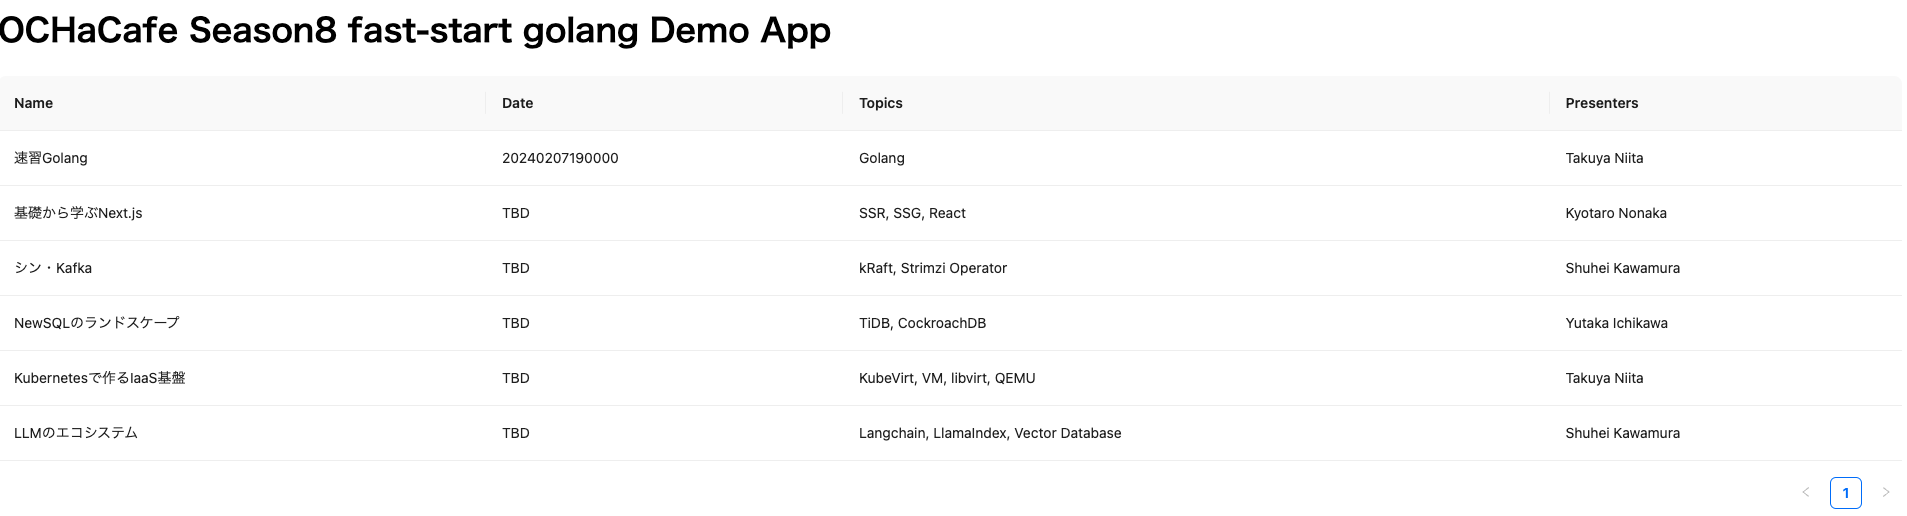 OCHaCafe Season8 fast-start golang Demo App
Name Date Topics Presenters
速習Golang 20240207190000 Golang Takuya Niita
基礎から学ぶNext.js TBD SSR, SSG, React Kyotaro Nonaka
シン・Kafka TBD kRaft, Strimzi Operator Shuhei Kawamura
NewSQLのランドスケープ TBD TiDB, CockroachDB Yutaka Ichikawa
Kubernetesで作るIaaS基盤 TBD KubeVirt, VM, libvirt, QEMU Takuya Niita
LLMのエコシステム TBD Langchain, LlamaIndex, Vector Database Shuhei Kawamura
< 1 >